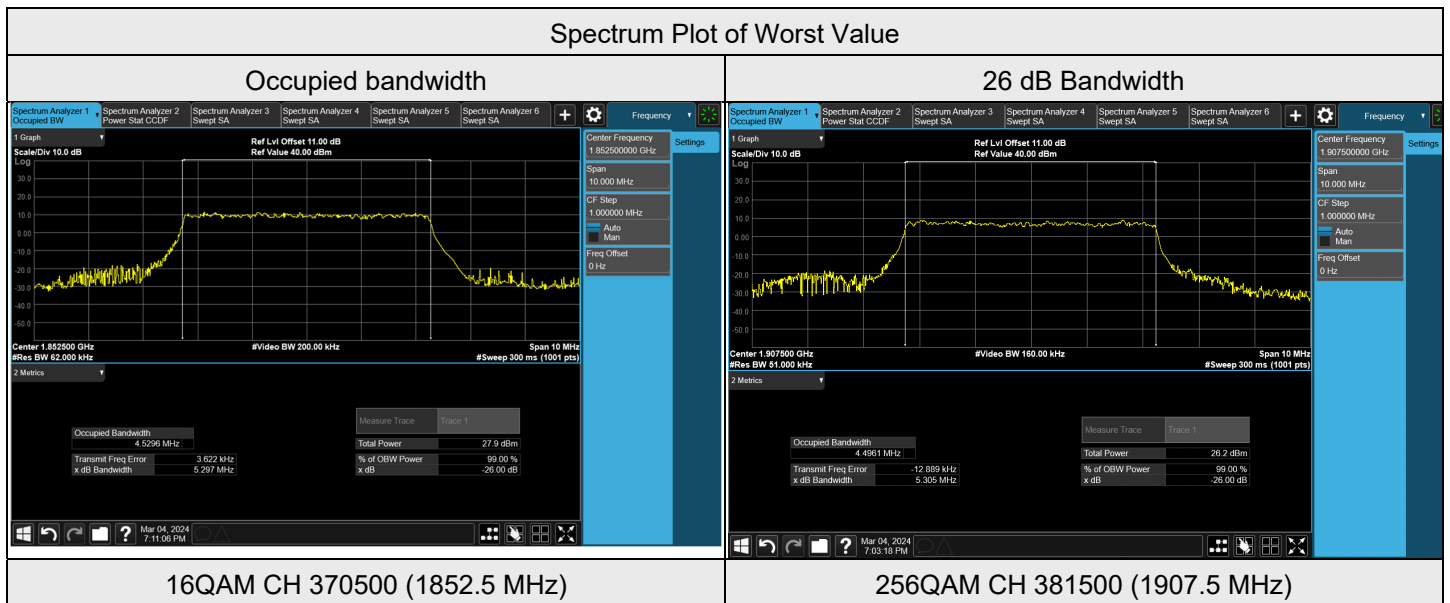 Spectrum Plot of Worst Value
Occupied bandwidth
Spectrum Analyzer 1 Spectrum Analyzer 2 Spectrum Analyzer 3 Spectrum Analyzer 4 Spectrum Analyzer 5 Spectrum Analyzer 6 + Frequency
Occupied BW Power Stat CCDF Swept SA Swept SA Swept SA Swept SA
1 Graph
Ref Lvl Offset 11.00 dB
Scale/Div 10.0 dB Ref Value 40.00 dBm
Log
30.0
20.0
10.0
0.00
-10.0
-20.0
-30.0
-40.0
-50.0
Center 1.852500 GHz #Video BW 200.00 kHz Span 10 MHz
#Res BW 62.000 kHz #Sweep 300 ms (1001 pts)
2 Metrics
Measure Trace Trace 1
Occupied Bandwidth
4.5296 MHz
Total Power 27.9 dBm
Transmit Freq Error 3.622 kHz % of OBW Power 99.00 %
x dB Bandwidth 5.297 MHz x dB -26.00 dB
? Mar 04, 2024
7:11:06 PM
Center Frequency
1.852500000 GHz
Settings
Span
10.000 MHz
CF Step
1.000000 MHz
Auto
Man
Freq Offset
0 Hz
16QAM CH 370500 (1852.5 MHz)
26 dB Bandwidth
Spectrum Analyzer 1 Spectrum Analyzer 2 Spectrum Analyzer 3 Spectrum Analyzer 4 Spectrum Analyzer 5 Spectrum Analyzer 6 + Frequency
Occupied BW Power Stat CCDF Swept SA Swept SA Swept SA Swept SA
1 Graph
Ref Lvl Offset 11.00 dB
Scale/Div 10.0 dB Ref Value 40.00 dBm
Log
30.0
20.0
10.0
0.00
-10.0
-20.0
-30.0
-40.0
-50.0
Center 1.907500 GHz #Video BW 160.00 kHz Span 10 MHz
#Res BW 51.000 kHz #Sweep 300 ms (1001 pts)
2 Metrics
Measure Trace Trace 1
Occupied Bandwidth
4.4961 MHz
Total Power 26.2 dBm
Transmit Freq Error -12.889 kHz % of OBW Power 99.00 %
x dB Bandwidth 5.305 MHz x dB -26.00 dB
? Mar 04, 2024
7:03:18 PM
Center Frequency
1.907500000 GHz
Settings
Span
10.000 MHz
CF Step
1.000000 MHz
Auto
Man
Freq Offset
0 Hz
256QAM CH 381500 (1907.5 MHz)